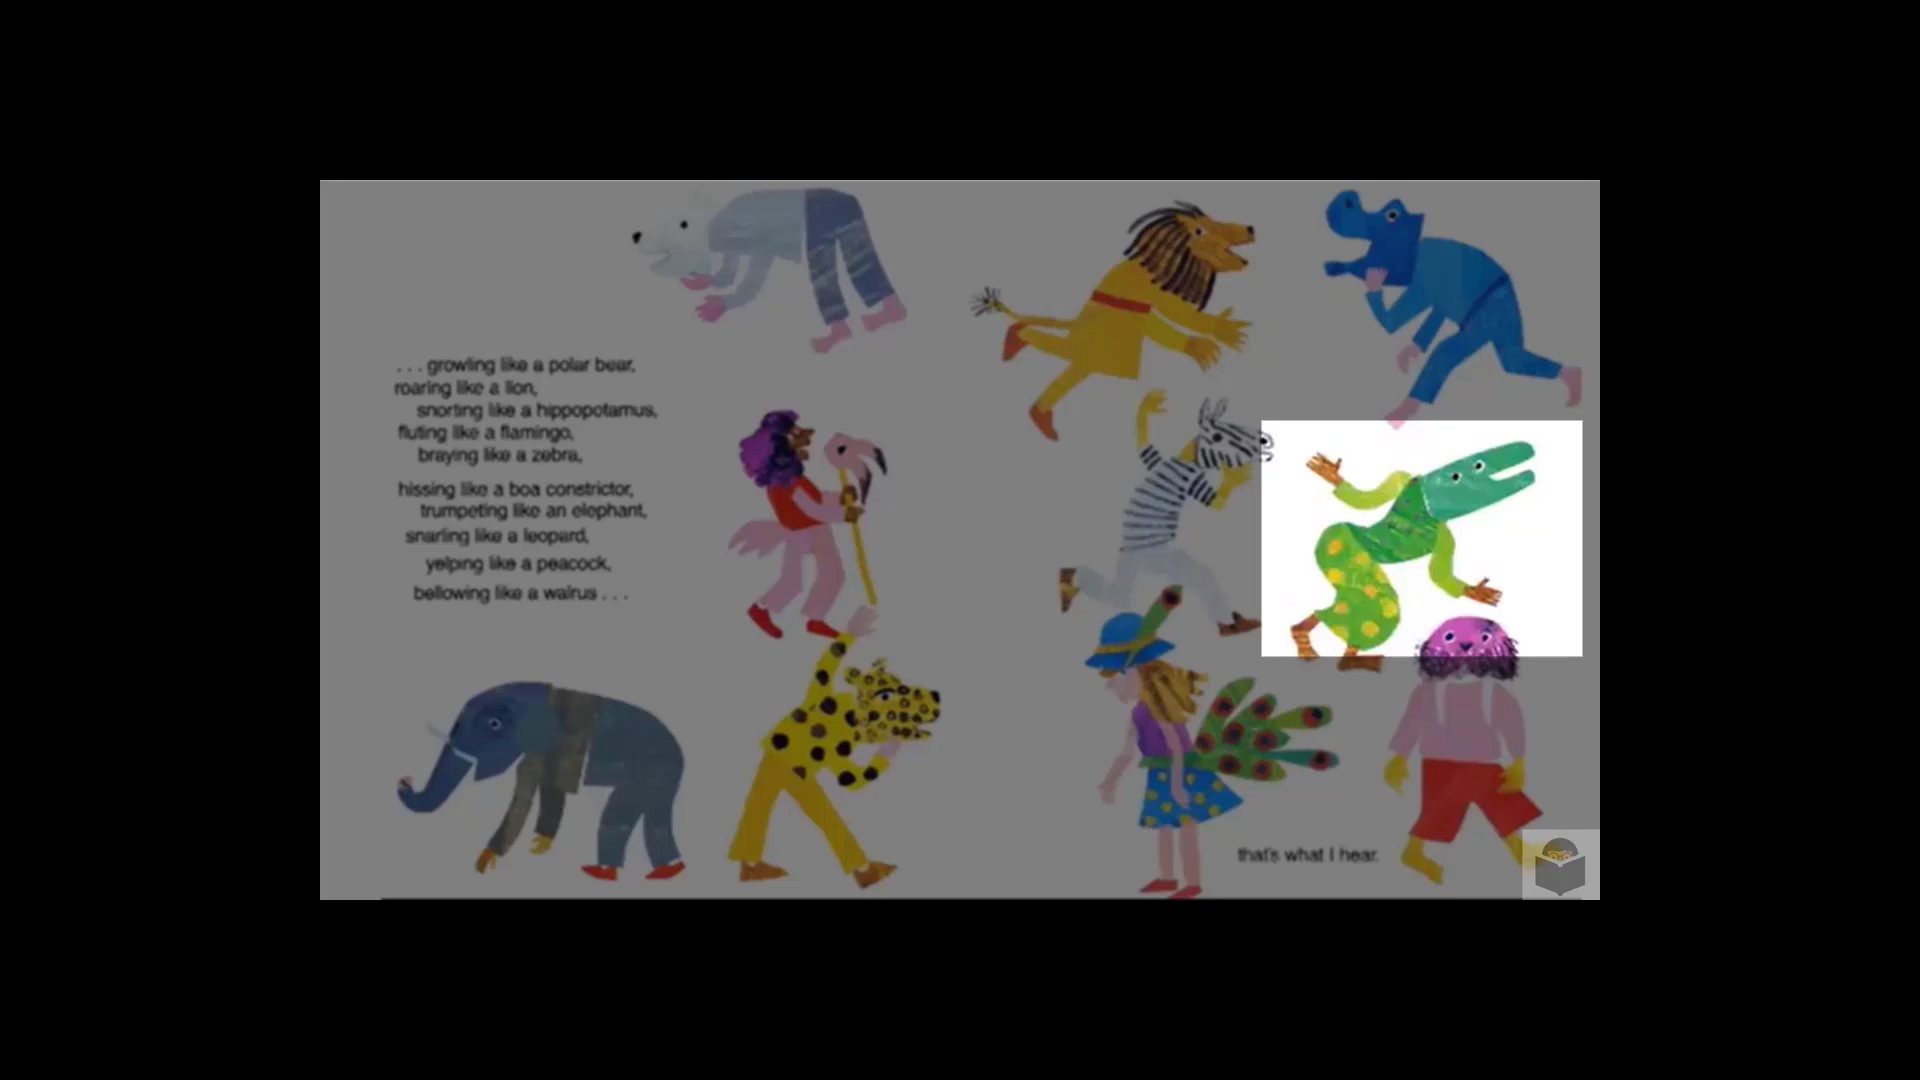 . . . growling like a polar bear,
roaring like a lion,
snorting like a hippopotamus,
fluting like a flamingo,
braying like a zebra,
hissing like a boa constrictor,
trumpeting like an elephant,
snarling like a leopard,
yelping like a peacock,
bellowing like a walrus . . .
that's what I hear.